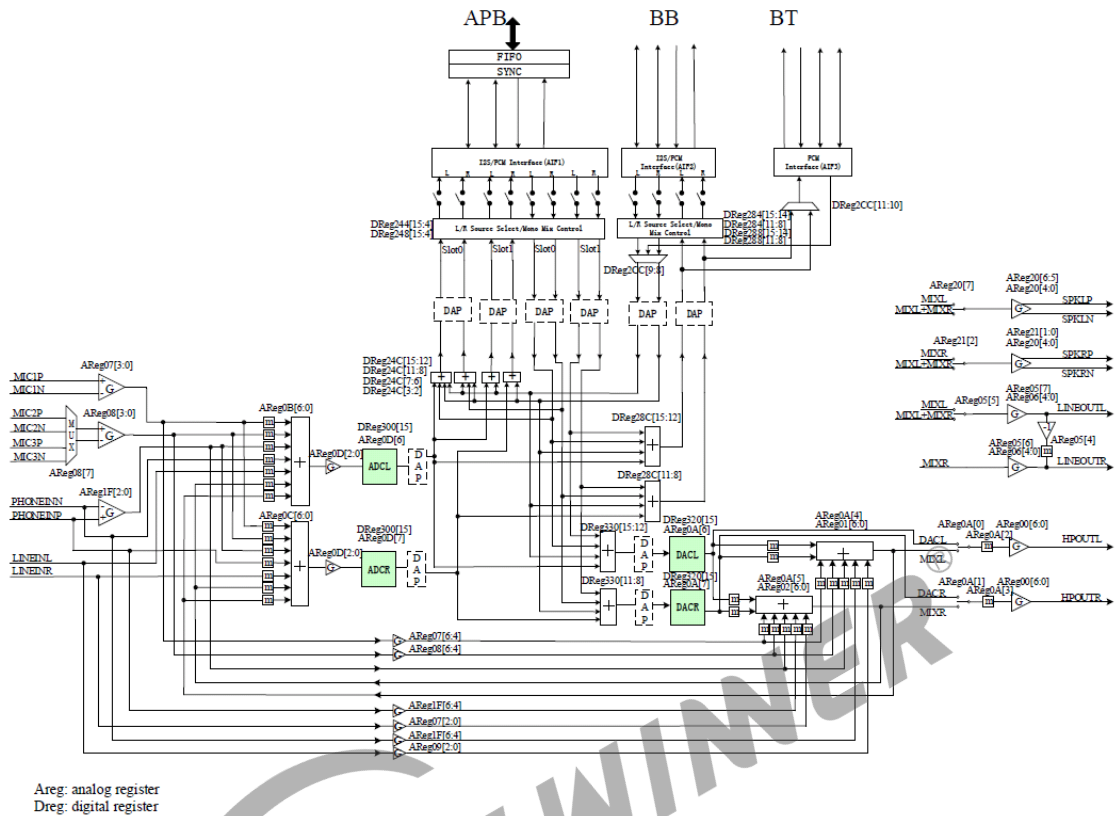 APB
BB
BT
FIFO
SYNC
I2S/PCM Interface(AIF1)
L R L R L R L R
I2S/PCM
Interface(AIF2)
L R L R
PCM
Interface(AIF3)
DReg2CC[11:10]
DReg244[15:4]
DReg248[15:4]
L/R Source Select/Mono Mix Control
L/R Source Select/Mono
Mix Control
DReg284[15:14]
DReg284[11:8]
DReg288[15:14]
DReg288[11:8]
Slot0
Slot1
Slot0
Slot1
DReg2CC[9:8]
DAP
DAP
DAP
DAP
DAP
DAP
DReg24C[15:12]
DReg24C[11:8]
DReg24C[7:6]
DReg24C[3:2]
+ + + +
AReg20[7]
MIXL
MIXL+MIXR
AReg20[6:5]
AReg20[4:0]
G
SPKLP
SPKLN
AReg21[2]
MIXR
MIXL+MIXR
AReg21[1:0]
AReg20[4:0]
G
SPKRP
SPKRN
MIXL
MIXL+MIXR
AReg05[5]
AReg05[7]
AReg06[4:0]
G
LINEOUTL
-1
AReg05[4]
m
MIXR
AReg05[6]
AReg06[4:0]
G
LINEOUTR
MIC1P
MIC1N
AReg07[3:0]
G
MIC2P
MIC2N
MIC3P
MIC3N
MUX
AReg08[3:0]
G
AReg08[7]
PHONEINN
PHONEINP
AReg1F[2:0]
G
LINEINL
LINEINR
AReg0B[6:0]
AReg0D[2:0]
G
DReg300[15]
AReg0D[6]
ADCL
DAP
AReg0C[6:0]
AReg0D[2:0]
G
DReg300[15]
AReg0D[7]
ADCR
DAP
DReg28C[15:12]
DReg28C[11:8]
DReg330[15:12]
DAP
DReg320[15]
AReg0A[6]
DACL
DReg330[11:8]
DAP
DReg320[15]
AReg0A[7]
DACR
AReg0A[4]
AReg01[6:0]
AReg0A[5]
AReg02[6:0]
DACL
MIXL
AReg0A[0]
AReg0A[2]
m
AReg00[6:0]
G
HPOUTL
DACR
MIXR
AReg0A[1]
AReg0A[3]
m
AReg00[6:0]
G
HPOUTR
G AReg07[6:4]
G AReg08[6:4]
G AReg1F[6:4]
G AReg07[2:0]
G AReg1F[6:4]
G AReg09[2:0]
WINNER®
Areg: analog register
Dreg: digital register